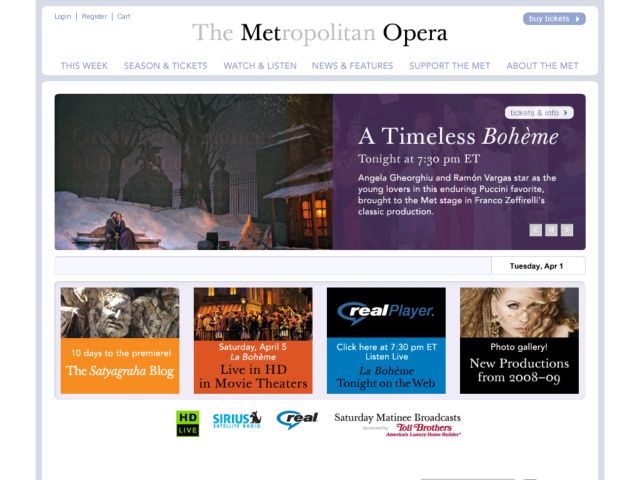 Login | Register | Cart
buy tickets
The Metropolitan Opera
THIS WEEK SEASON & TICKETS WATCH & LISTEN NEWS & FEATURES SUPPORT THE MET ABOUT THE MET
tickets & info
A Timeless Bohème
Tonight at 7:30 pm ET
Angela Gheorghiu and Ramón Vargas star as the
young lovers in this enduring Puccini favorite,
brought to the Met stage in Franco Zeffirelli's
classic production.
Tuesday, Apr 1
10 days to the premiere!
The Satyagraha Blog
Saturday, April 5
La Bohème
Live in HD
in Movie Theaters
realPlayer.
Click here at 7:30 pm ET
Listen Live
La Bohème
Tonight on the Web
Photo gallery!
New Productions
from 2008–09
HD
LIVE
SIRIUS
SATELLITE RADIO
real
Saturday Matinee Broadcasts
Sponsored by Toll Brothers
America's Luxury Home Builder®